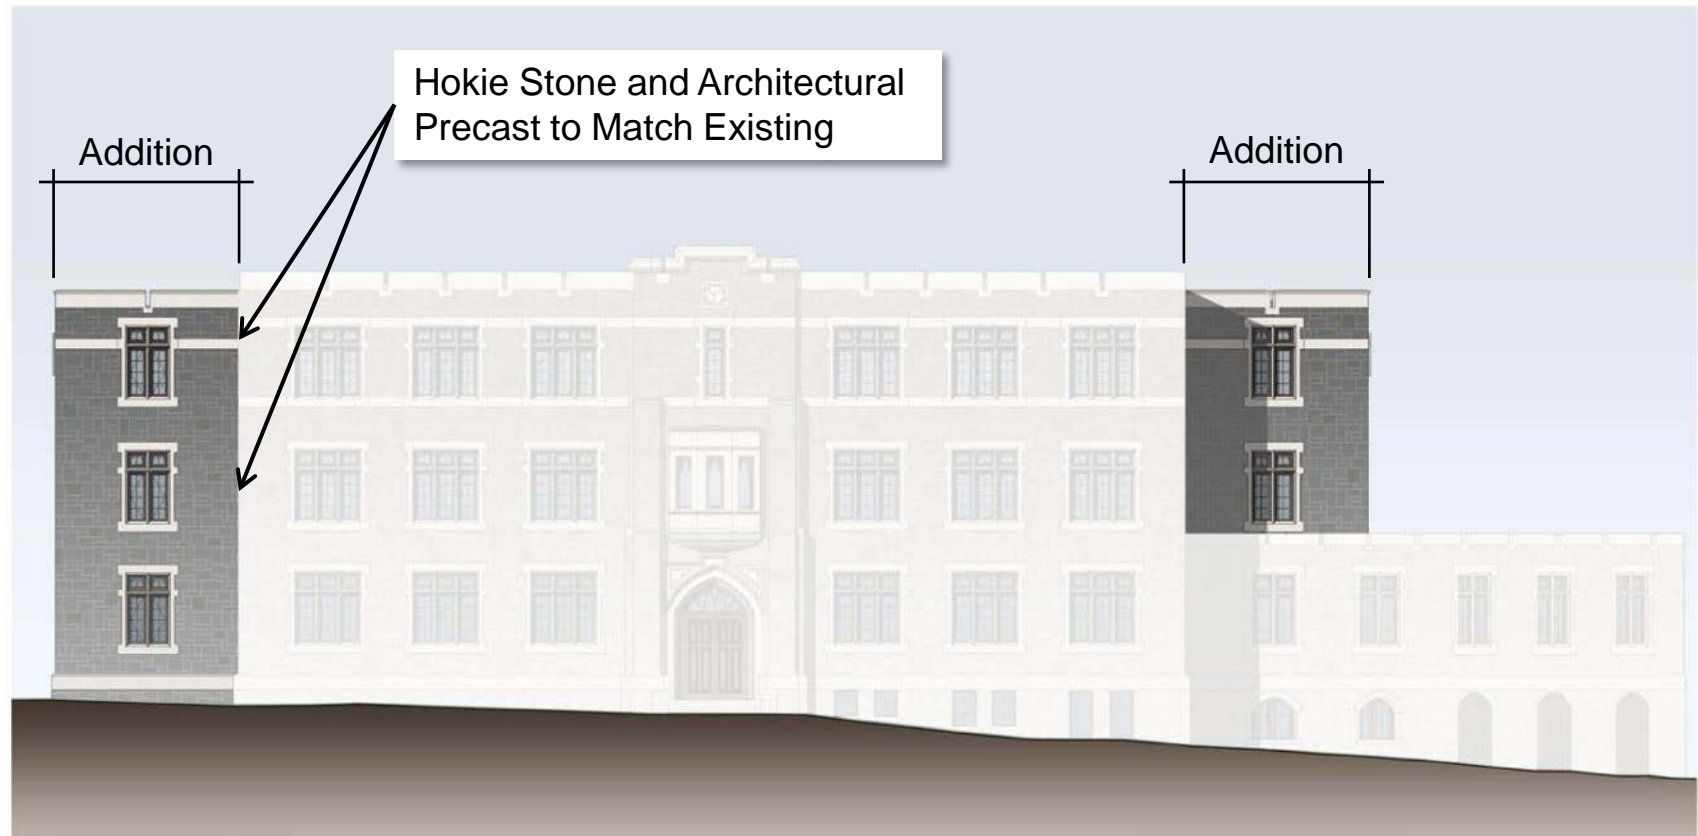 Hokie Stone and Architectural
Precast to Match Existing
Addition
Addition